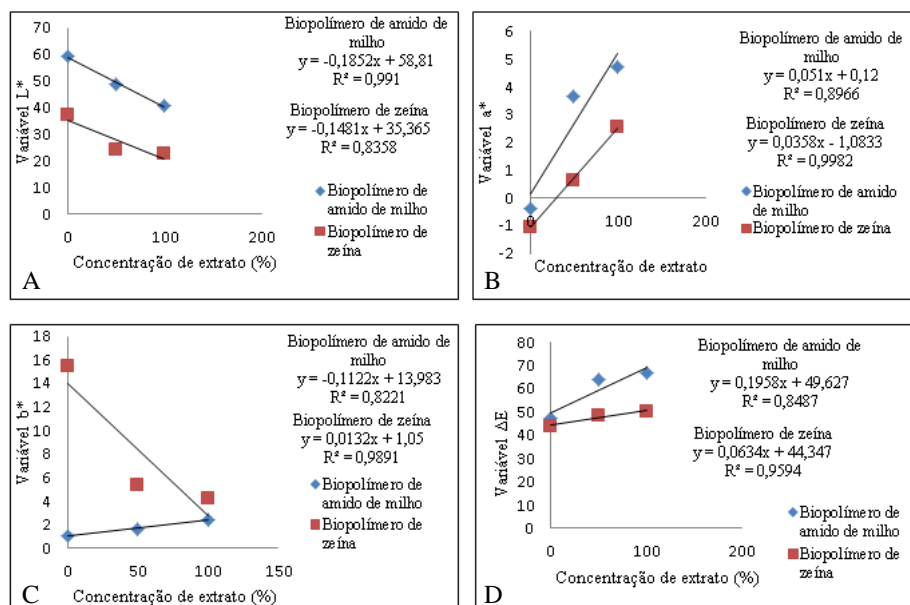 70
60
50
40
30
20
10
0
Variável L*
0
100
200
Concentração de extrato (%)
Biopolímero de amido de
milho
y = -0,1852x + 58,81
R² = 0,991
Biopolímero de zeína
y = -0,1481x + 35,365
R² = 0,8358
Biopolímero de
amido de milho
Biopolímero de
zeína
A
6
5
4
3
2
1
0
-1
-2
Variável a*
0
100
200
Concentração de extrato
Biopolímero de amido de
milho
y = 0,051x + 0,12
R² = 0,8966
Biopolímero de zeína
y = 0,0358x - 1,0833
R² = 0,9982
Biopolímero de amido
de milho
Biopolímero de zeína
B
18
16
14
12
10
8
6
4
2
0
Variável b*
0
50
100
150
Concentração de extrato (%)
Biopolímero de amido de
milho
y = -0,1122x + 13,983
R² = 0,8221
Biopolímero de zeína
y = 0,0132x + 1,05
R² = 0,9891
Biopolímero de
amido de milho
Biopolímero de
zeína
C
80
70
60
50
40
30
20
10
0
Variável ΔE
0
100
200
Concentração de extrato (%)
Biopolímero de amido de
milho
y = 0,1958x + 49,627
R² = 0,8487
Biopolímero de zeína
y = 0,0634x + 44,347
R² = 0,9594
Biopolímero de
amido de milho
Biopolímero de
zeína
D